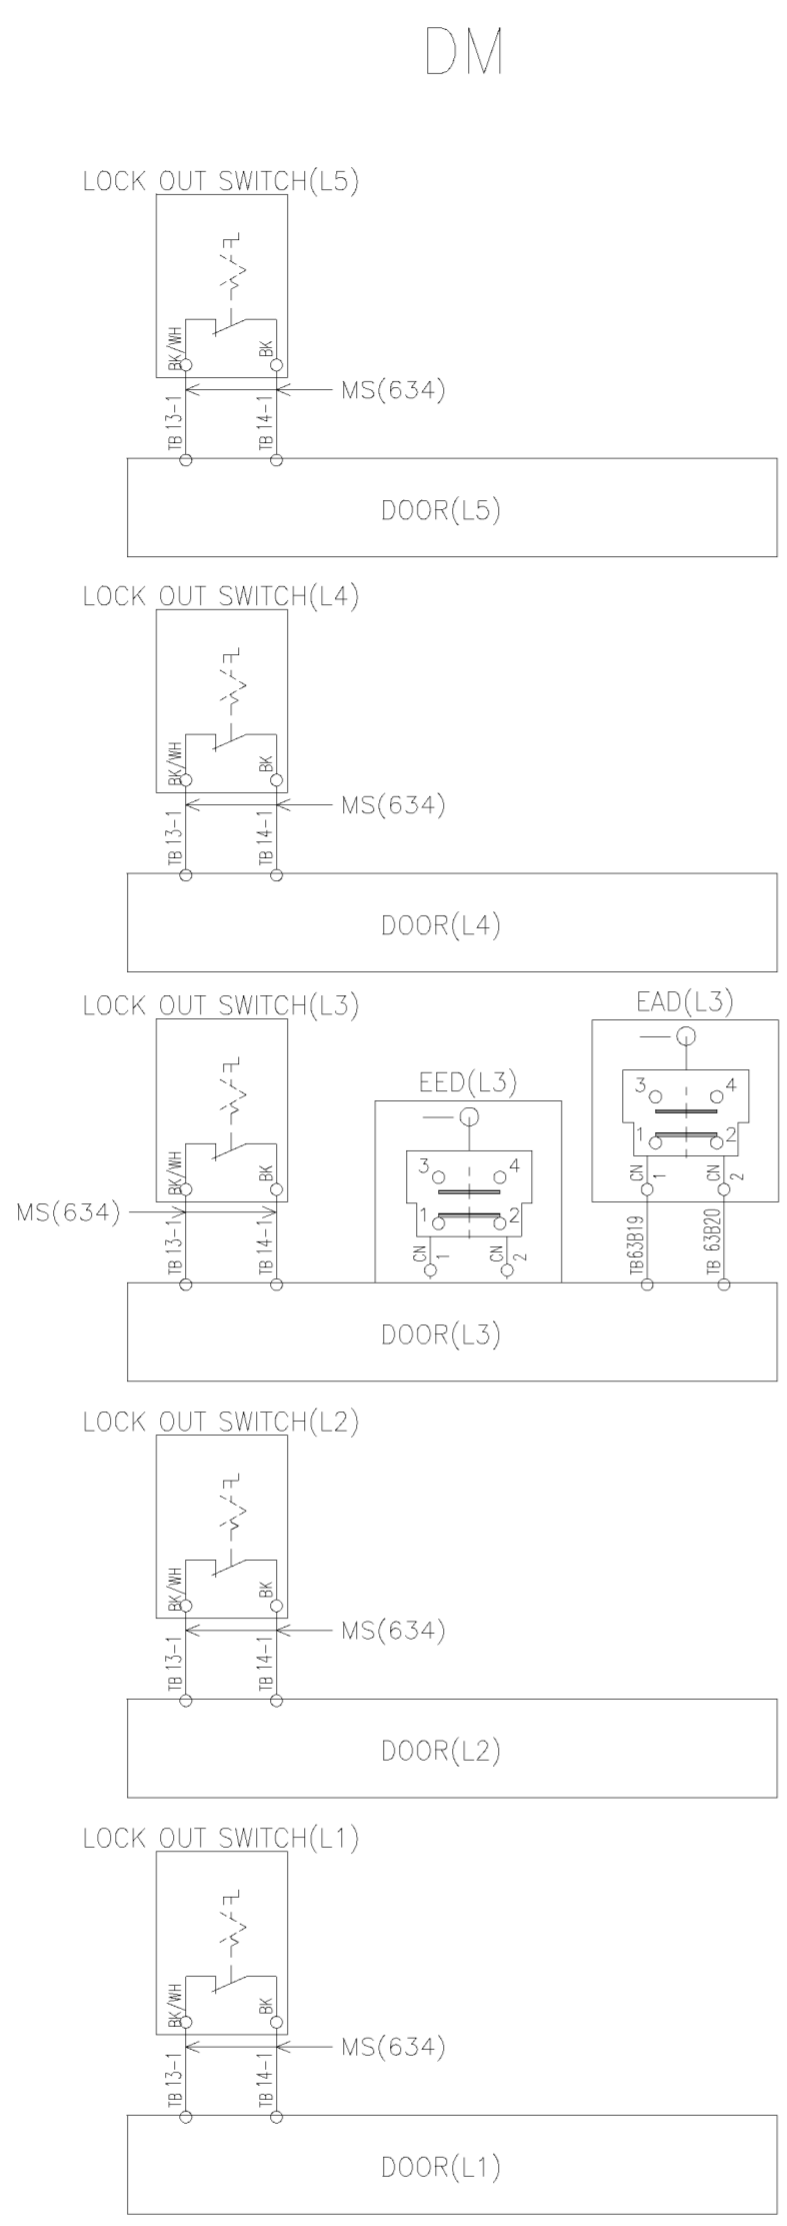 DM
LOCK OUT SWITCH(L5)
BK/WH
BK
MS(634)
TB 13-1
TB 14-1
DOOR(L5)
LOCK OUT SWITCH(L4)
BK/WH
BK
MS(634)
TB 13-1
TB 14-1
DOOR(L4)
LOCK OUT SWITCH(L3)
EAD(L3)
EED(L3)
3 4
1 2
CN 1
CN 2
3 4
1 2
CN 1
CN 2
BK/WH
BK
MS(634)
TB 13-1
TB 14-1
TB63B19
TB 63B20
DOOR(L3)
LOCK OUT SWITCH(L2)
BK/WH
BK
MS(634)
TB 13-1
TB 14-1
DOOR(L2)
LOCK OUT SWITCH(L1)
BK/WH
BK
MS(634)
TB 13-1
TB 14-1
DOOR(L1)